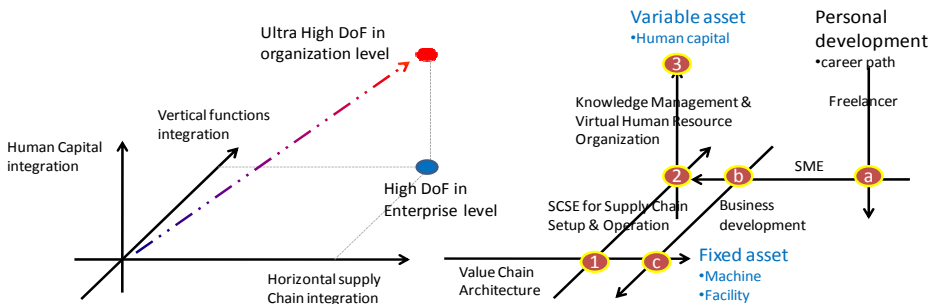 Ultra High DoF in
organization level
Vertical functions
integration
Human Capital
integration
High DoF in
Enterprise level
Horizontal supply
Chain integration
Variable asset
•Human capital
Personal
development
•career path
3
Knowledge Management &
Virtual Human Resource
Organization
Freelancer
2
b
SME
a
SCSE for Supply Chain
Setup & Operation
Business
development
1
c
Value Chain
Architecture
Fixed asset
•Machine
•Facility